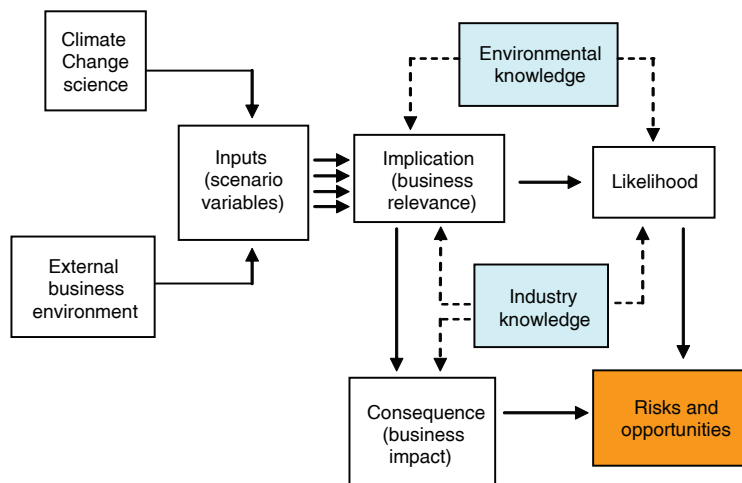 Climate
Change
science
Environmental
knowledge
Inputs
(scenario
variables)
Implication
(business
relevance)
Likelihood
External
business
environment
Industry
knowledge
Consequence
(business
impact)
Risks and
opportunities